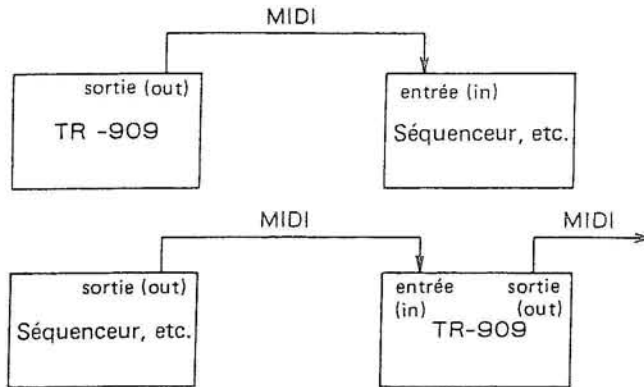 MIDI
sortie (out)
TR -909
entrée (in)
Séquenceur, etc.
MIDI
MIDI
sortie (out)
Séquenceur, etc.
entrée
(in)
sortie
(out)
TR-909